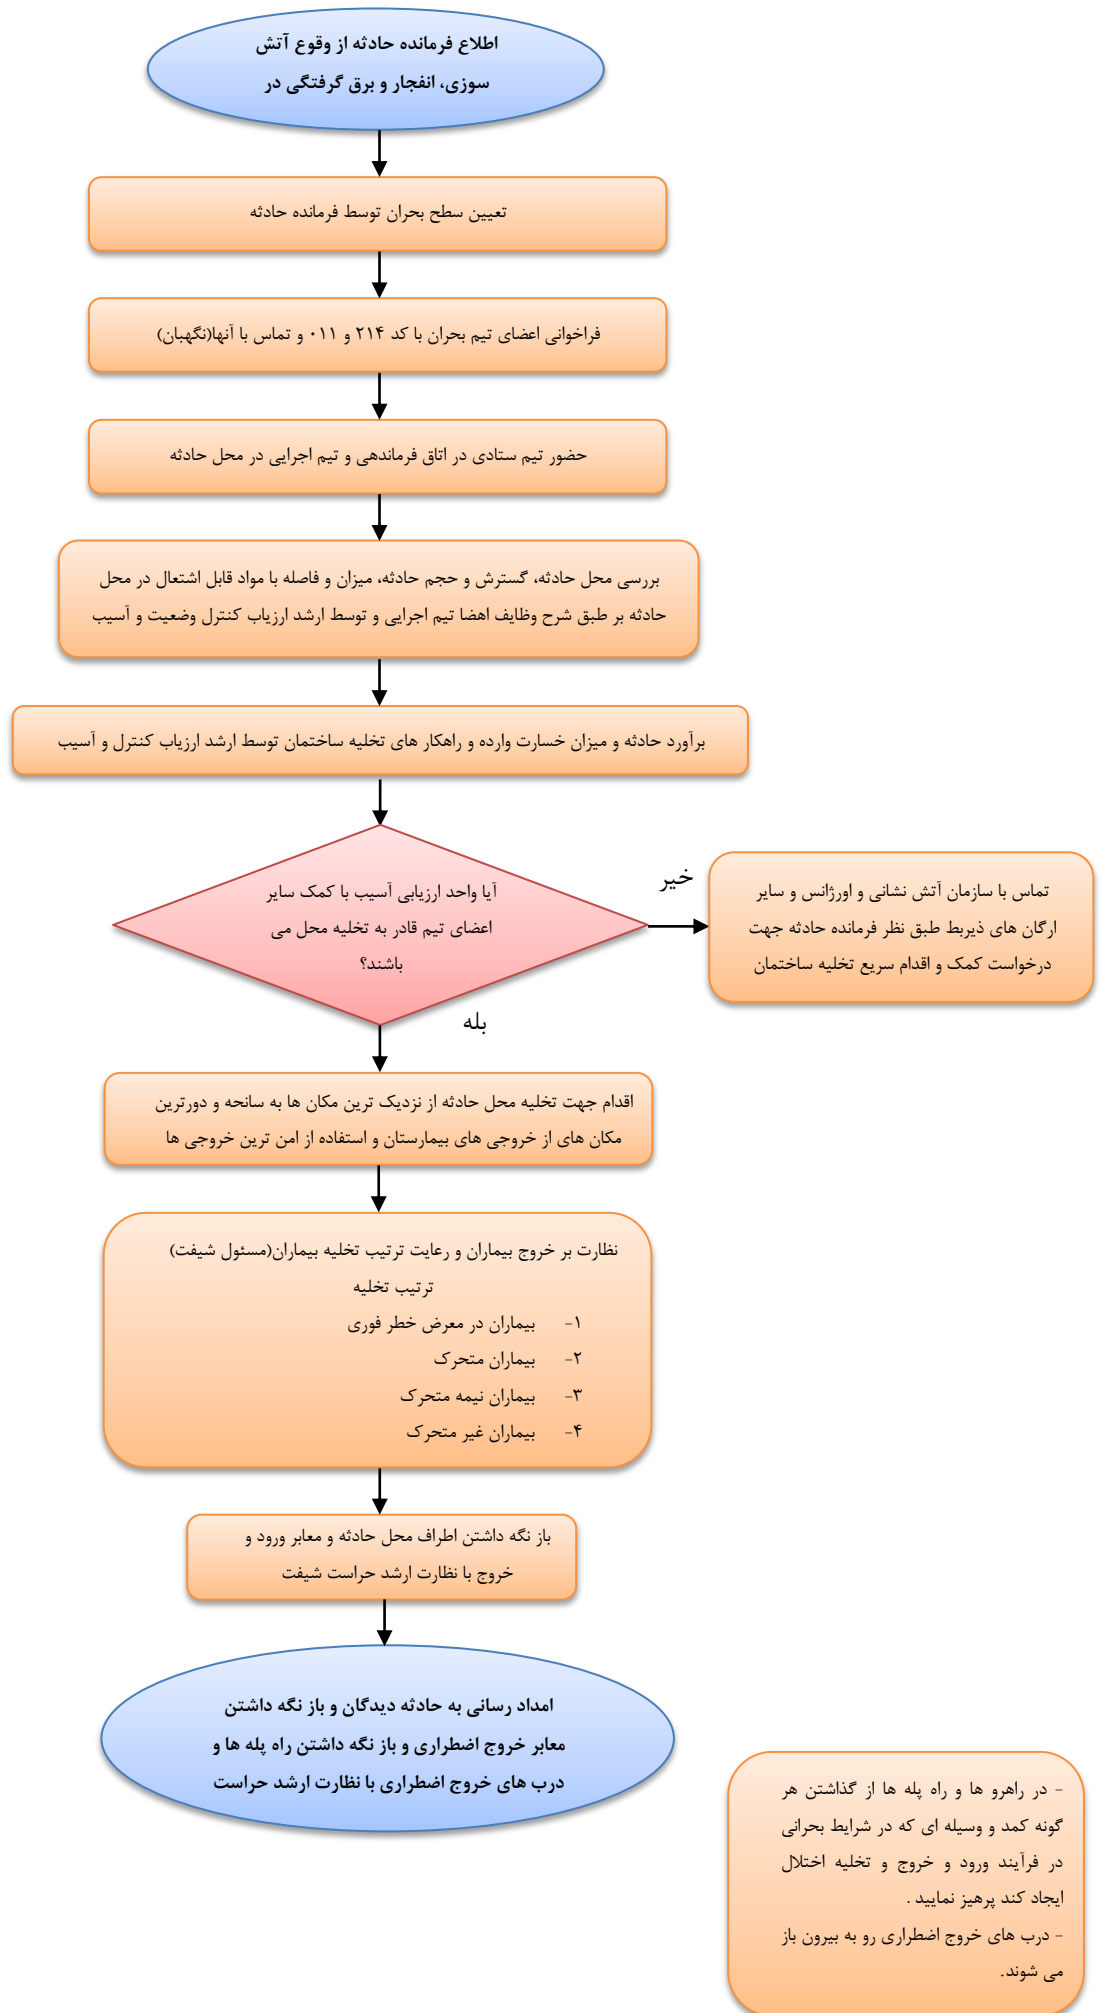 اطلاع فرمانده حادثه از وقوع آتش
سوزی، انفجار و برق گرفتگی در
تعیین سطح بحران توسط فرمانده حادثه
فراخوانی اعضای تیم بحران با کد ۲۱۴ و ۰۱۱ و تماس با آنها(نگهبان)
حضور تیم ستادی در اتاق فرماندهی و تیم اجرایی در محل حادثه
بررسی محل حادثه، گسترش و حجم حادثه، میزان و فاصله با مواد قابل اشتعال در محل
حادثه بر طبق شرح وظایف اهضا تیم اجرایی و توسط ارشد ارزیاب کنترل وضعیت و آسیب
برآورد حادثه و میزان خسارت وارده و راهکار های تخلیه ساختمان توسط ارشد ارزیاب کنترل و آسیب
آیا واحد ارزیابی آسیب با کمک سایر
اعضای تیم قادر به تخلیه محل می
باشند؟
خیر
تماس با سازمان آتش نشانی و اورژانس و سایر
ارگان های ذیربط طبق نظر فرمانده حادثه جهت
درخواست کمک و اقدام سریع تخلیه ساختمان
بله
اقدام جهت تخلیه محل حادثه از نزدیک ترین مکان ها به سانحه و دورترین
مکان های از خروجی های بیمارستان و استفاده از امن ترین خروجی ها
نظارت بر خروج بیماران و رعایت ترتیب تخلیه بیماران(مسئول شیفت)
ترتیب تخلیه
۱- بیماران در معرض خطر فوری
۲- بیماران متحرک
۳- بیماران نیمه متحرک
۴- بیماران غیر متحرک
باز نگه داشتن اطراف محل حادثه و معابر ورود و
خروج با نظارت ارشد حراست شیفت
امداد رسانی به حادثه دیدگان و باز نگه داشتن
معابر خروج اضطراری و باز نگه داشتن راه پله ها و
درب های خروج اضطراری با نظارت ارشد حراست
- در راهرو ها و راه پله ها از گذاشتن هر
گونه کمد و وسیله ای که در شرایط بحرانی
در فرآیند ورود و خروج و تخلیه اختلال
ایجاد کند پرهیز نمایید .
- درب های خروج اضطراری رو به بیرون باز
می شوند.